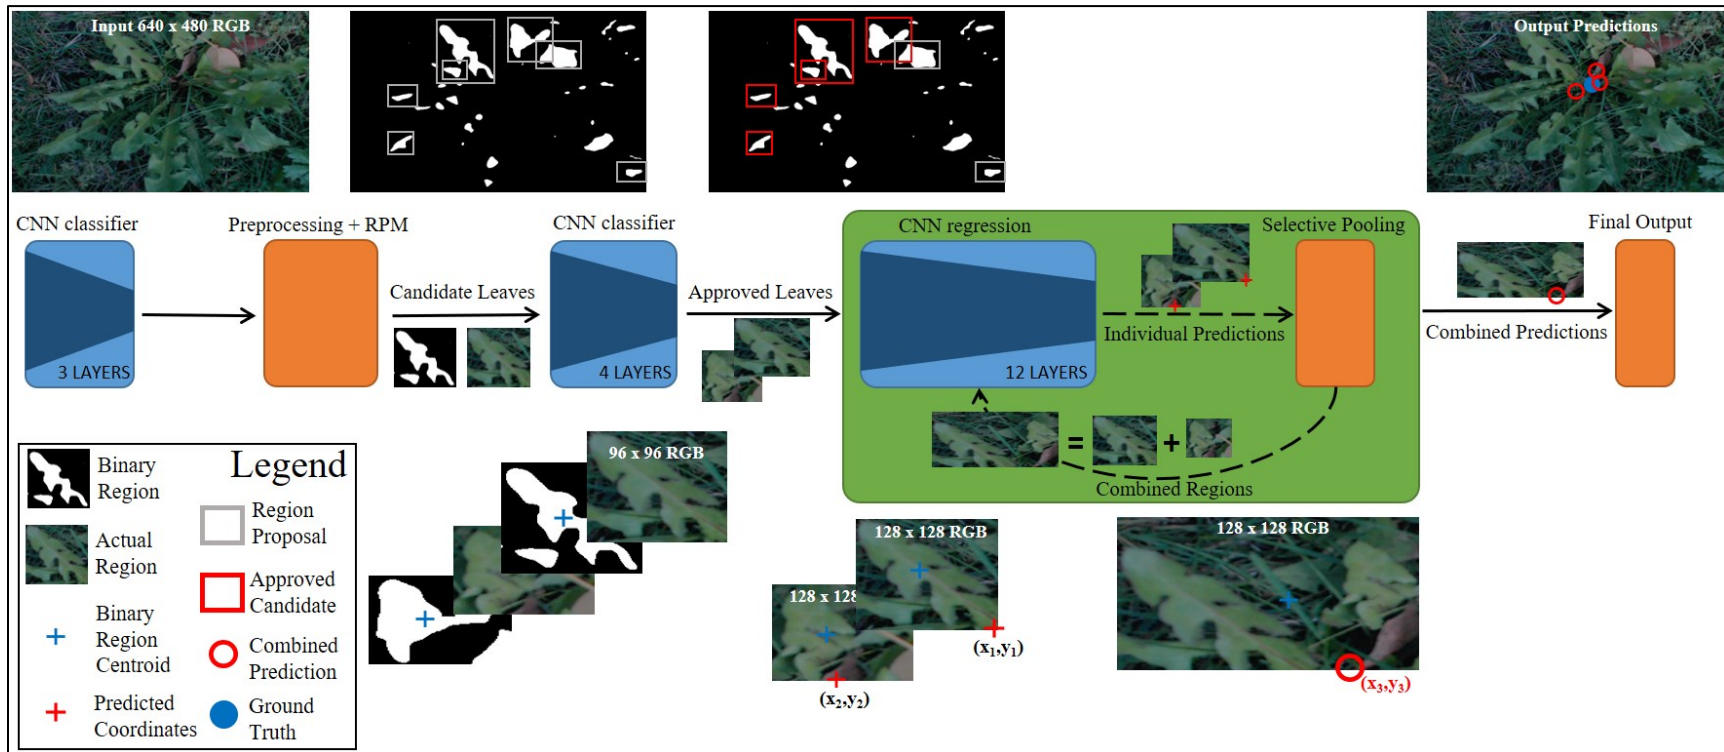 Input 640 x 480 RGB
Output Predictions
CNN classifier
3 LAYERS
Preprocessing + RPM
Candidate Leaves
CNN classifier
4 LAYERS
Approved Leaves
CNN regression
12 LAYERS
Individual Predictions
Selective Pooling
= +
Combined Regions
Combined Predictions
Final Output
Legend
Binary
Region
Actual
Region
Binary
Region
Centroid
Predicted
Coordinates
Region
Proposal
Approved
Candidate
Combined
Prediction
Ground
Truth
96 x 96 RGB
128 x 128 RGB
128 x 128
(x₁,y₁)
(x₂,y₂)
128 x 128 RGB
(x₃,y₃)